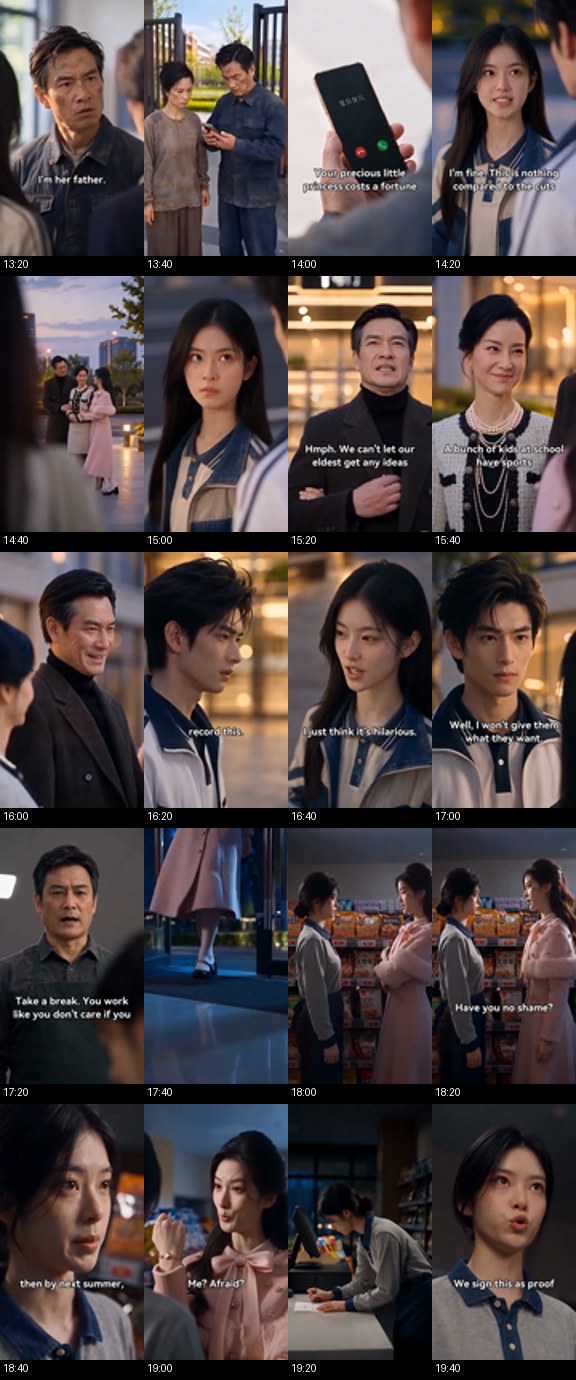 I'm her father.
13:20
13:40
Your precious little
princess costs a fortune
14:00
I'm fine. This is nothing
compared to the cuts
14:20
14:40
15:00
Hmph. We can't let our
eldest get any ideas
15:20
A bunch of kids at school
have sports
15:40
16:00
record this.
16:20
I just think it's hilarious.
16:40
Well, I won't give them
what they want
17:00
Take a break. You work
like you don't care if you
17:20
17:40
18:00
Have you no shame?
18:20
then by next summer,
18:40
Me? Afraid?
19:00
19:20
We sign this as proof
19:40